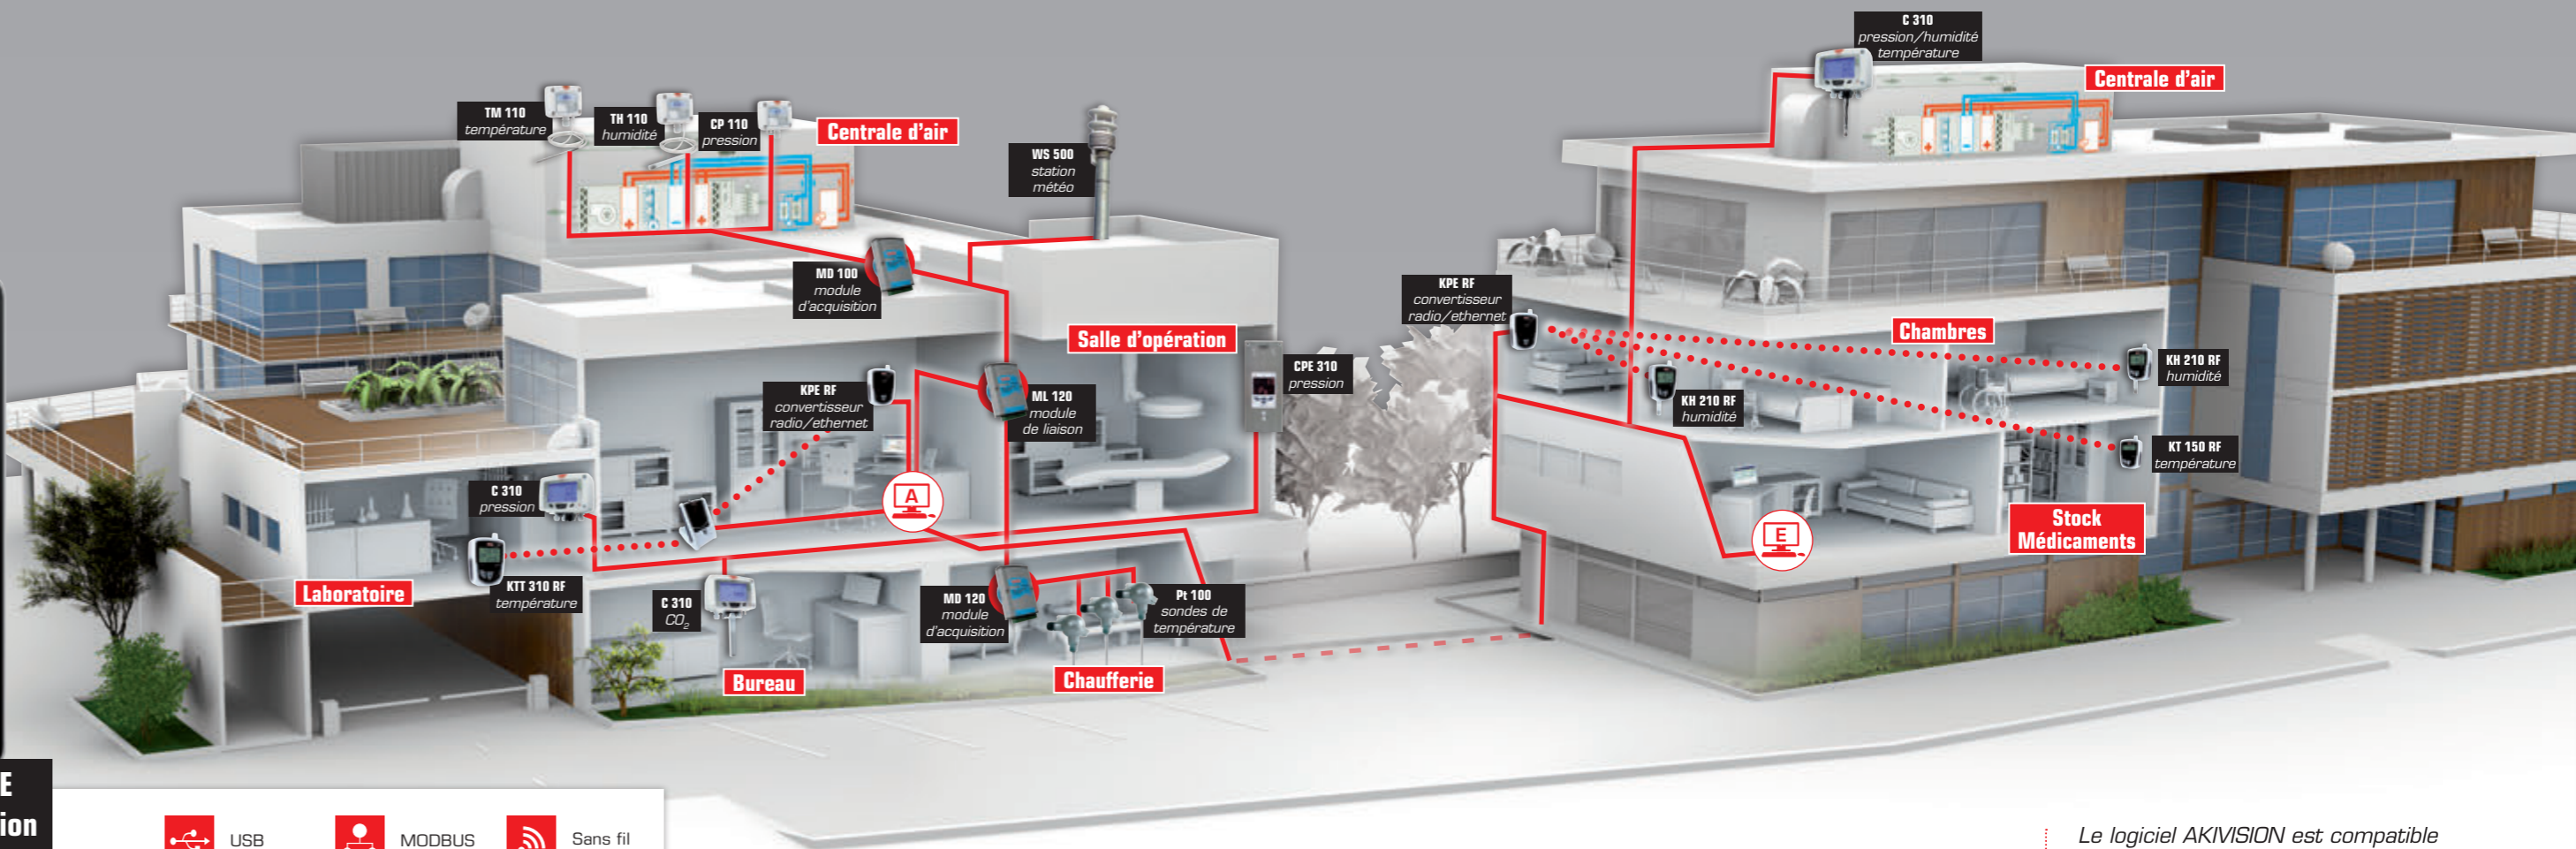 C 310
pression/humidité
température
Centrale d'air
TM 110
température
TH 110
humidité
CP 110
pression
Centrale d'air
WS 500
station
météo
MD 100
module
d'acquisition
KPE RF
convertisseur
radio/ethernet
Salle d'opération
Chambres
CPE 310
pression
KH 210 RF
humidité
KPE RF
convertisseur
radio/ethernet
ML 120
module
de liaison
KH 210 RF
humidité
KT 150 RF
température
C 310
pression
A
E
Stock
Médicaments
Laboratoire
KTT 310 RF
température
C 310
CO2
MD 120
module
d'acquisition
Pt 100
sondes de
température
Bureau
Chaufferie
E
ion
USB
MODBUS
Sans fil
Le logiciel AKIVISION est compatible